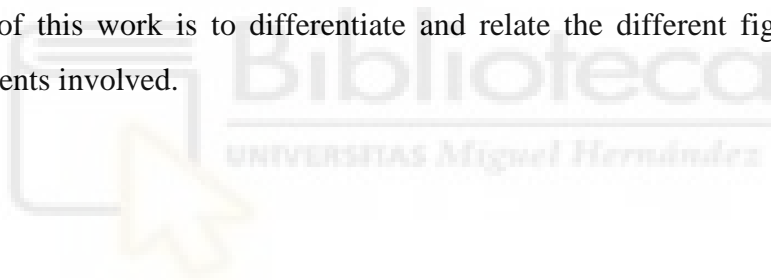 of this work is to differentiate and relate the different fig
ents involved.
Biblioteca
UNIVERSITAS Miguel Hernández